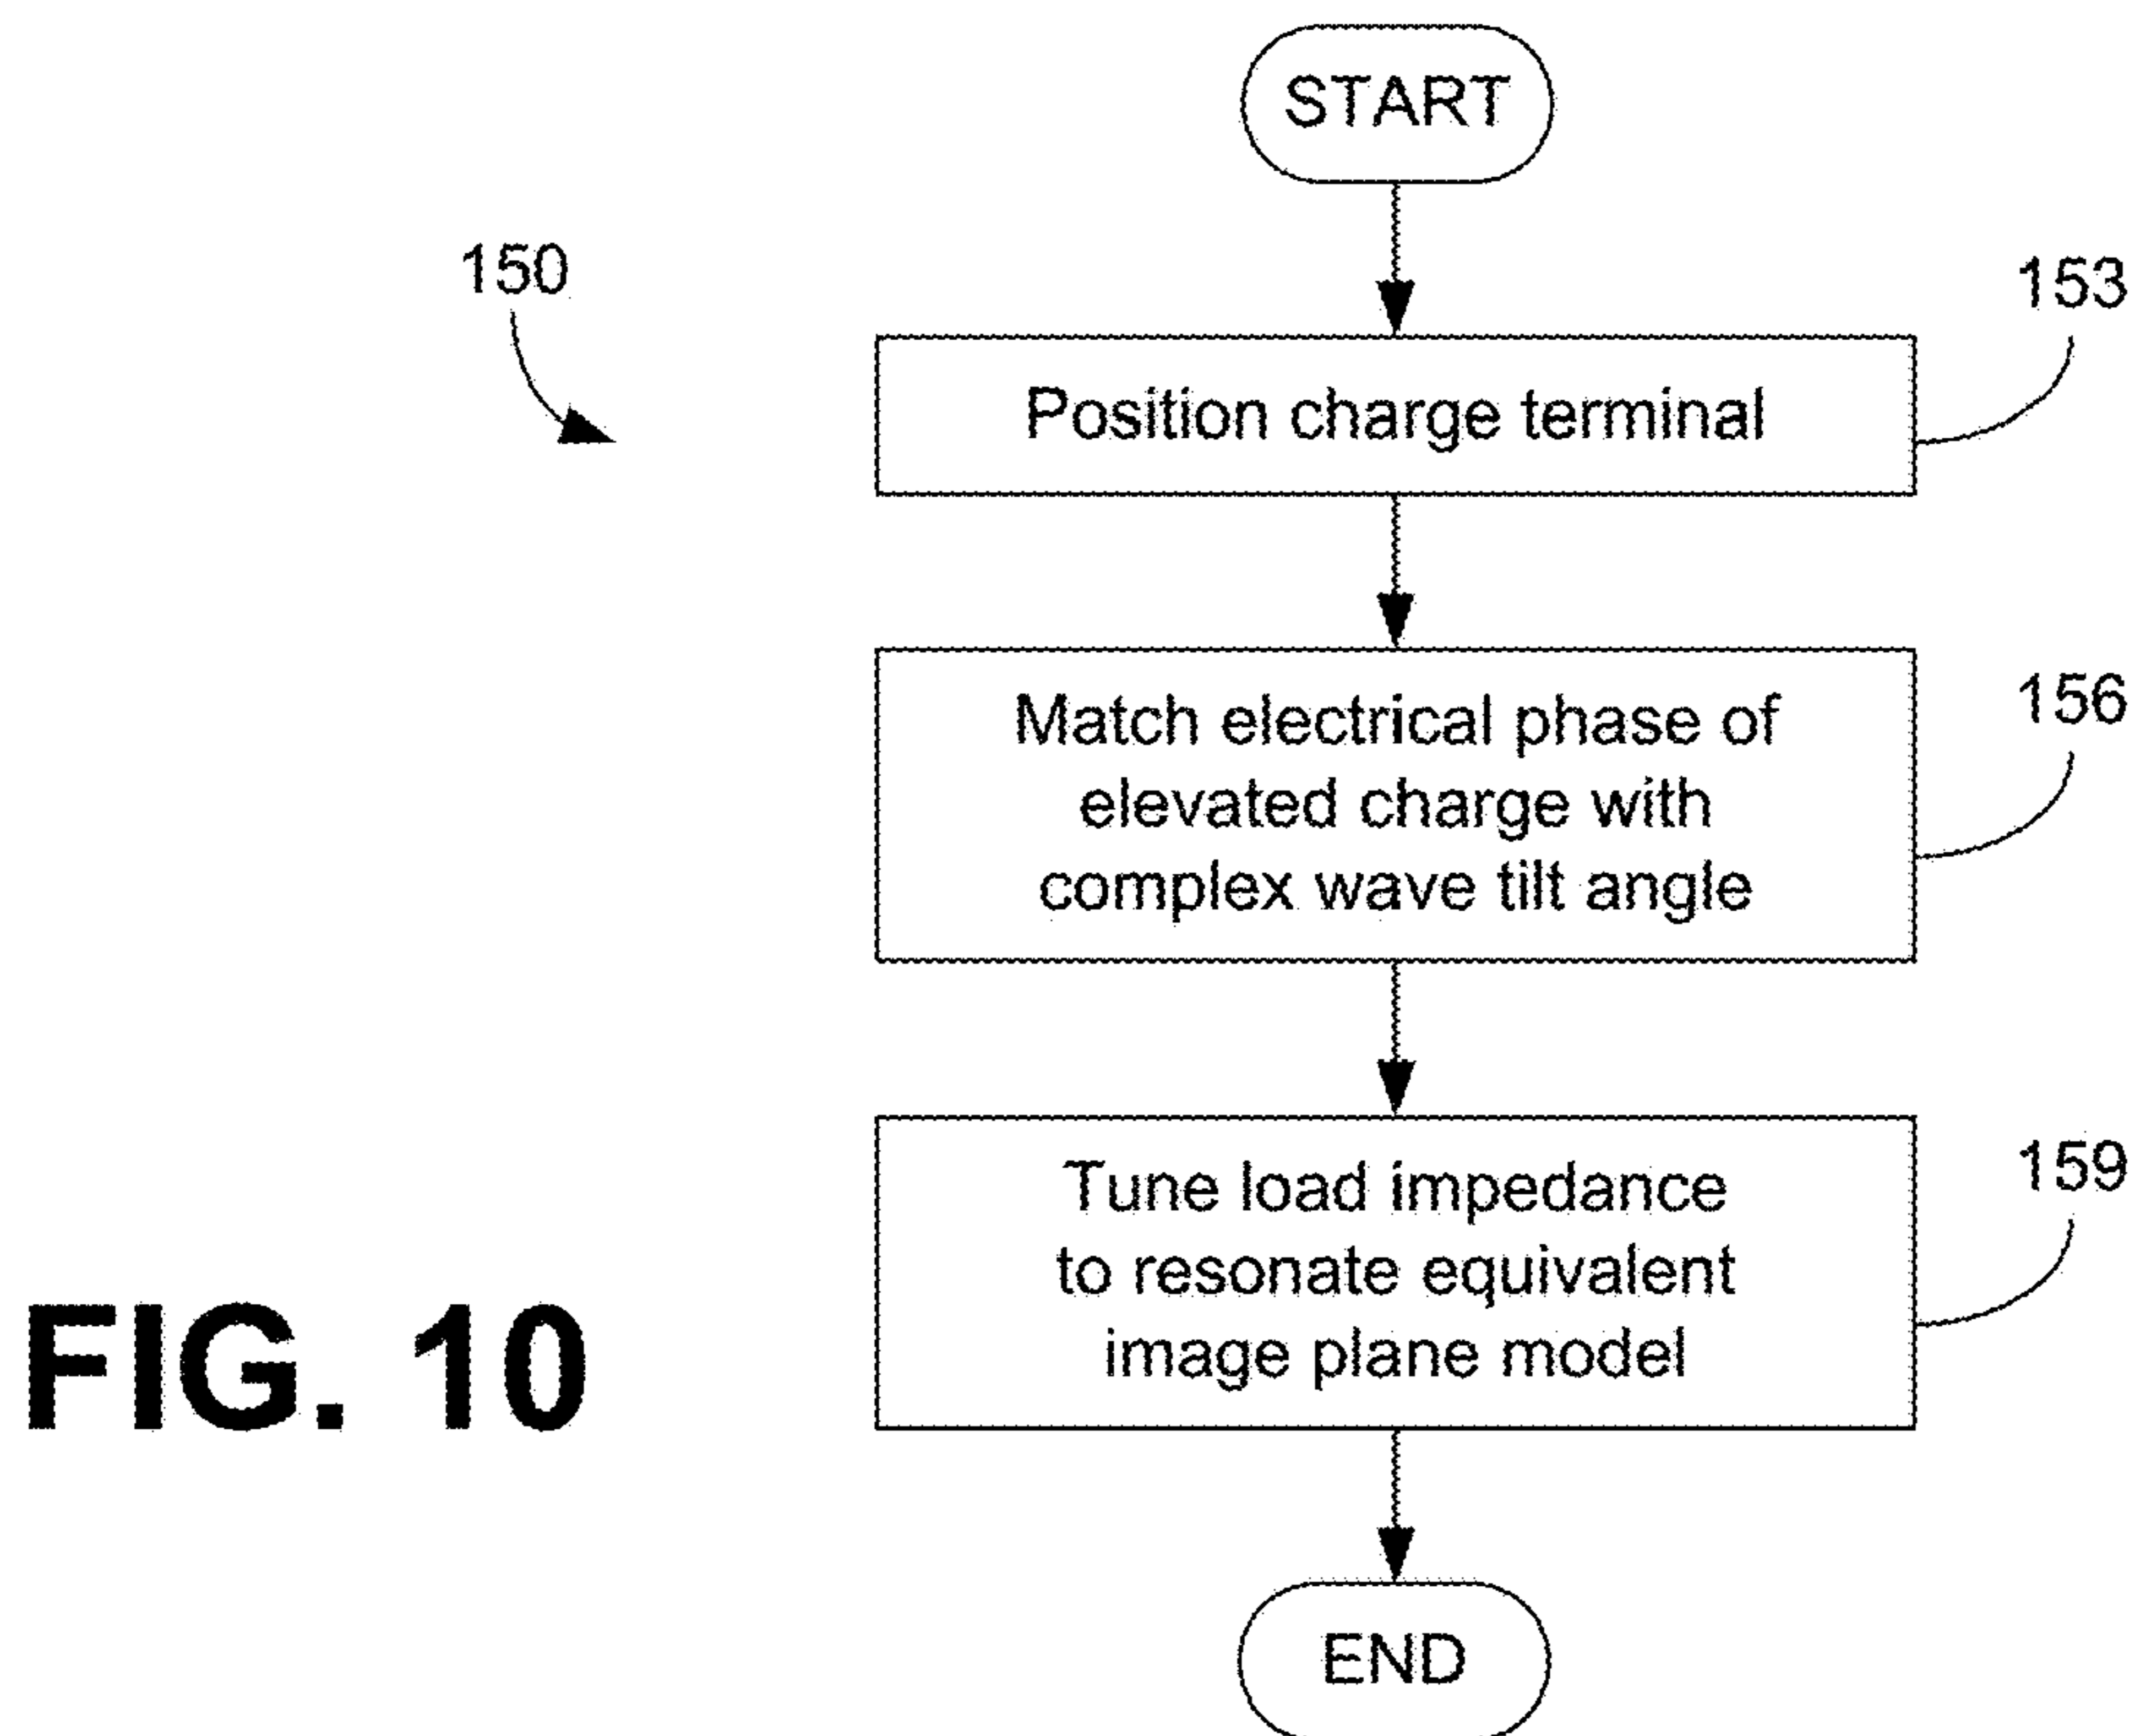 START
150
153
Position charge terminal
156
Match electrical phase of
elevated charge with
complex wave tilt angle
159
Tune load impedance
to resonate equivalent
image plane model
FIG. 10
END